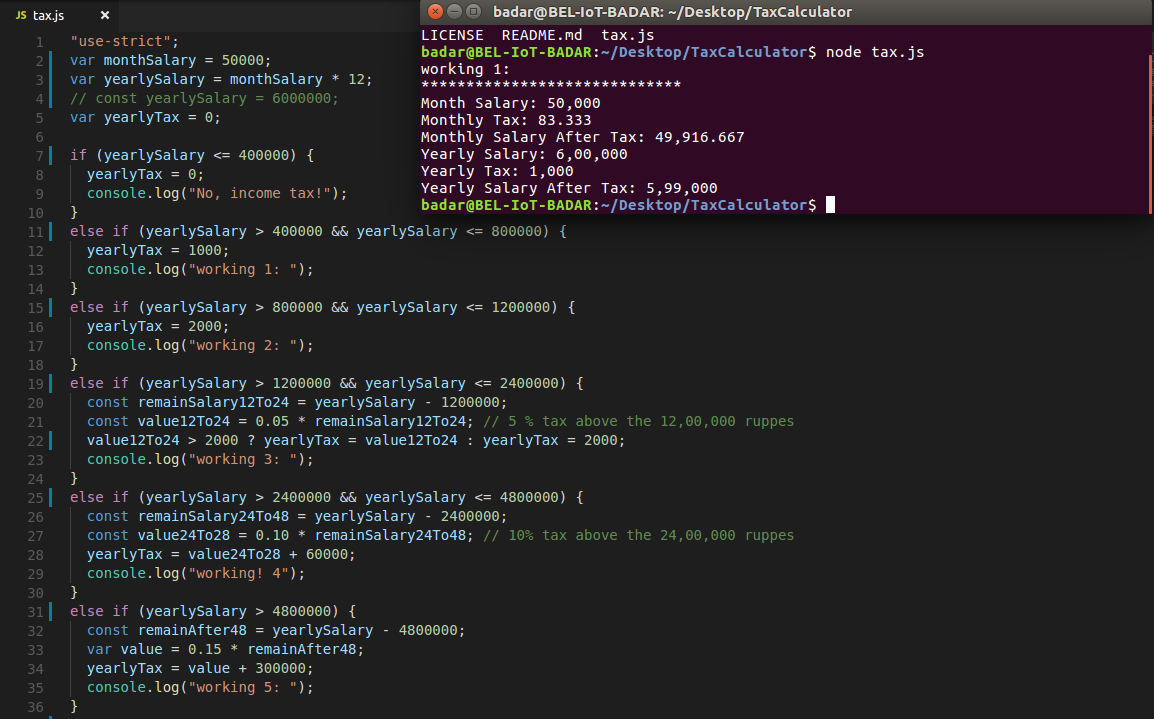 JS tax.js ×
1 "use-strict";
2 var monthSalary = 50000;
3 var yearlySalary = monthSalary * 12;
4 // const yearlySalary = 6000000;
5 var yearlyTax = 0;
6
7 if (yearlySalary <= 400000) {
8 yearlyTax = 0;
9 console.log("No, income tax!");
10 }
11 else if (yearlySalary > 400000 && yearlySalary <= 800000) {
12 yearlyTax = 1000;
13 console.log("working 1: ");
14 }
15 else if (yearlySalary > 800000 && yearlySalary <= 1200000) {
16 yearlyTax = 2000;
17 console.log("working 2: ");
18 }
19 else if (yearlySalary > 1200000 && yearlySalary <= 2400000) {
20 const remainSalary12To24 = yearlySalary - 1200000;
21 const value12To24 = 0.05 * remainSalary12To24; // 5 % tax above the 12,00,000 ruppes
22 value12To24 > 2000 ? yearlyTax = value12To24 : yearlyTax = 2000;
23 console.log("working 3: ");
24 }
25 else if (yearlySalary > 2400000 && yearlySalary <= 4800000) {
26 const remainSalary24To48 = yearlySalary - 2400000;
27 const value24To28 = 0.10 * remainSalary24To48; // 10% tax above the 24,00,000 ruppes
28 yearlyTax = value24To28 + 60000;
29 console.log("working! 4");
30 }
31 else if (yearlySalary > 4800000) {
32 const remainAfter48 = yearlySalary - 4800000;
33 var value = 0.15 * remainAfter48;
34 yearlyTax = value + 300000;
35 console.log("working 5: ");
36 }
badar@BEL-IoT-BADAR: ~/Desktop/TaxCalculator
LICENSE README.md tax.js
badar@BEL-IoT-BADAR:~/Desktop/TaxCalculator$ node tax.js
working 1:
*****************************
Month Salary: 50,000
Monthly Tax: 83.333
Monthly Salary After Tax: 49,916.667
Yearly Salary: 6,00,000
Yearly Tax: 1,000
Yearly Salary After Tax: 5,99,000
badar@BEL-IoT-BADAR:~/Desktop/TaxCalculator$